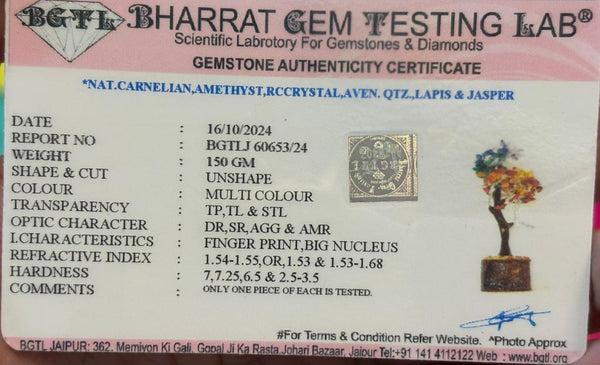 BGTL BHARRAT GEM TESTING LAB®
Scientific Labrotory For Gemstones & Diamonds
GEMSTONE AUTHENTICITY CERTIFICATE
*NAT.CARNELIAN,AMETHYST,RCCRYSTAL,AVEN. QTZ.,LAPIS & JASPER
DATE : 16/10/2024
REPORT NO : BGTLJ 60653/24
WEIGHT : 150 GM
SHAPE & CUT : UNSHAPE
COLOUR : MULTI COLOUR
TRANSPARENCY : TP,TL & STL
OPTIC CHARACTER : DR,SR,AGG & AMR
I.CHARACTERISTICS : FINGER PRINT,BIG NUCLEUS
REFRACTIVE INDEX : 1.54-1.55,OR,1.53 & 1.53-1.68
HARDNESS : 7,7.25,6.5 & 2.5-3.5
COMMENTS : ONLY ONE PIECE OF EACH IS TESTED.
#For Terms & Condition Refer Website. ^Photo Approx
BGTL JAIPUR: 362, Memiyon Ki Gali, Gopal Ji Ka Rasta,Johari Bazaar, Jaipur Tel:+91 141 4112122 Web : www.bgtl.org